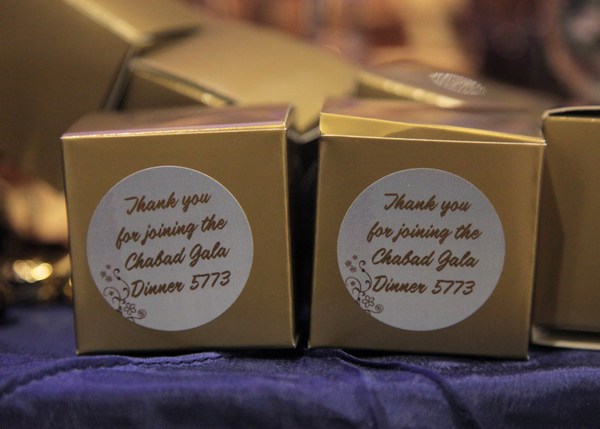 Thank you
for joining the
Chabad Gala
Dinner 5773
Thank you
for joining the
Chabad Gala
Dinner 5773